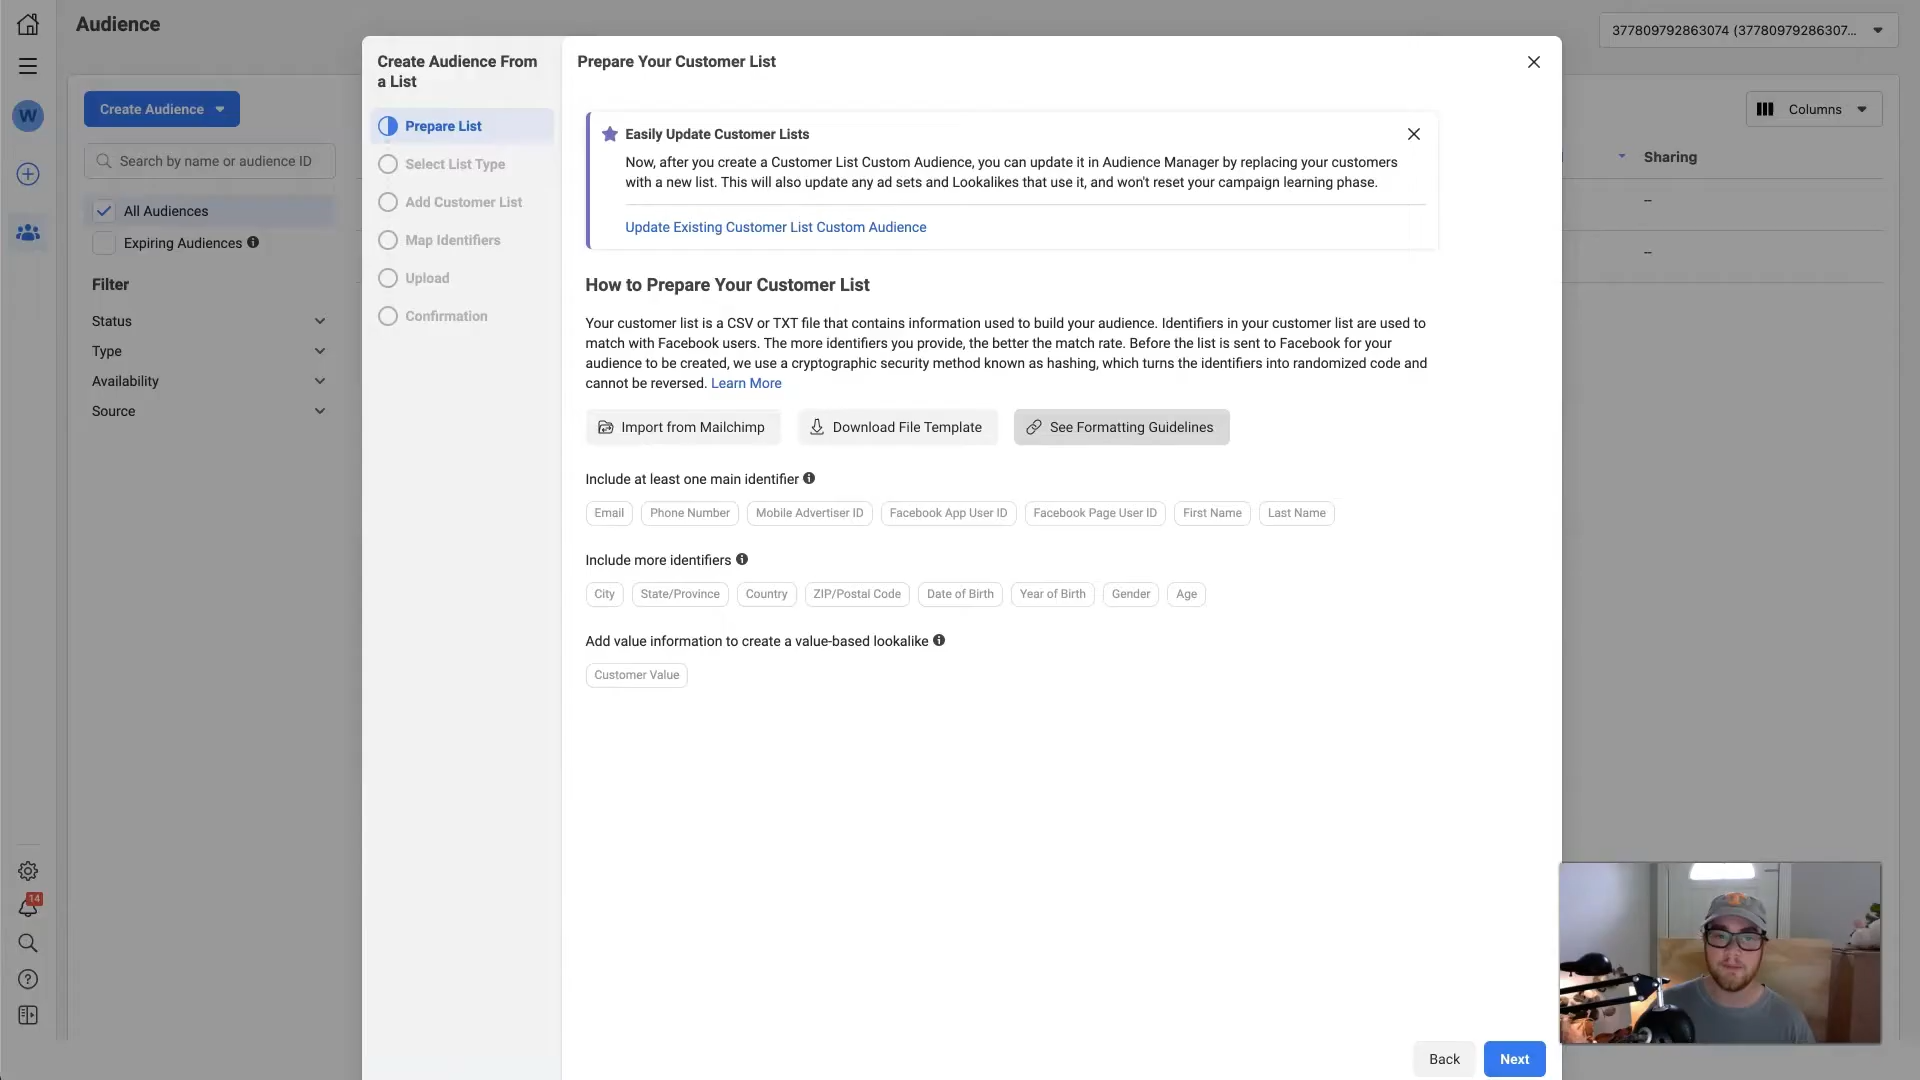 Audience
377809792863074 (37780979286307...
W
Create Audience
Search by name or audience ID
All Audiences
Expiring Audiences
Filter
Status
Type
Availability
Source
14
Create Audience From
a List
Prepare List
Select List Type
Add Customer List
Map Identifiers
Upload
Confirmation
Prepare Your Customer List
Easily Update Customer Lists
Now, after you create a Customer List Custom Audience, you can update it in Audience Manager by replacing your customers
with a new list. This will also update any ad sets and Lookalikes that use it, and won't reset your campaign learning phase.
Update Existing Customer List Custom Audience
How to Prepare Your Customer List
Your customer list is a CSV or TXT file that contains information used to build your audience. Identifiers in your customer list are used to
match with Facebook users. The more identifiers you provide, the better the match rate. Before the list is sent to Facebook for your
audience to be created, we use a cryptographic security method known as hashing, which turns the identifiers into randomized code and
cannot be reversed. Learn More
Import from Mailchimp Download File Template See Formatting Guidelines
Include at least one main identifier
Email Phone Number Mobile Advertiser ID Facebook App User ID Facebook Page User ID First Name Last Name
Include more identifiers
City State/Province Country ZIP/Postal Code Date of Birth Year of Birth Gender Age
Add value information to create a value-based lookalike
Customer Value
Back Next
Columns
Sharing
--
--